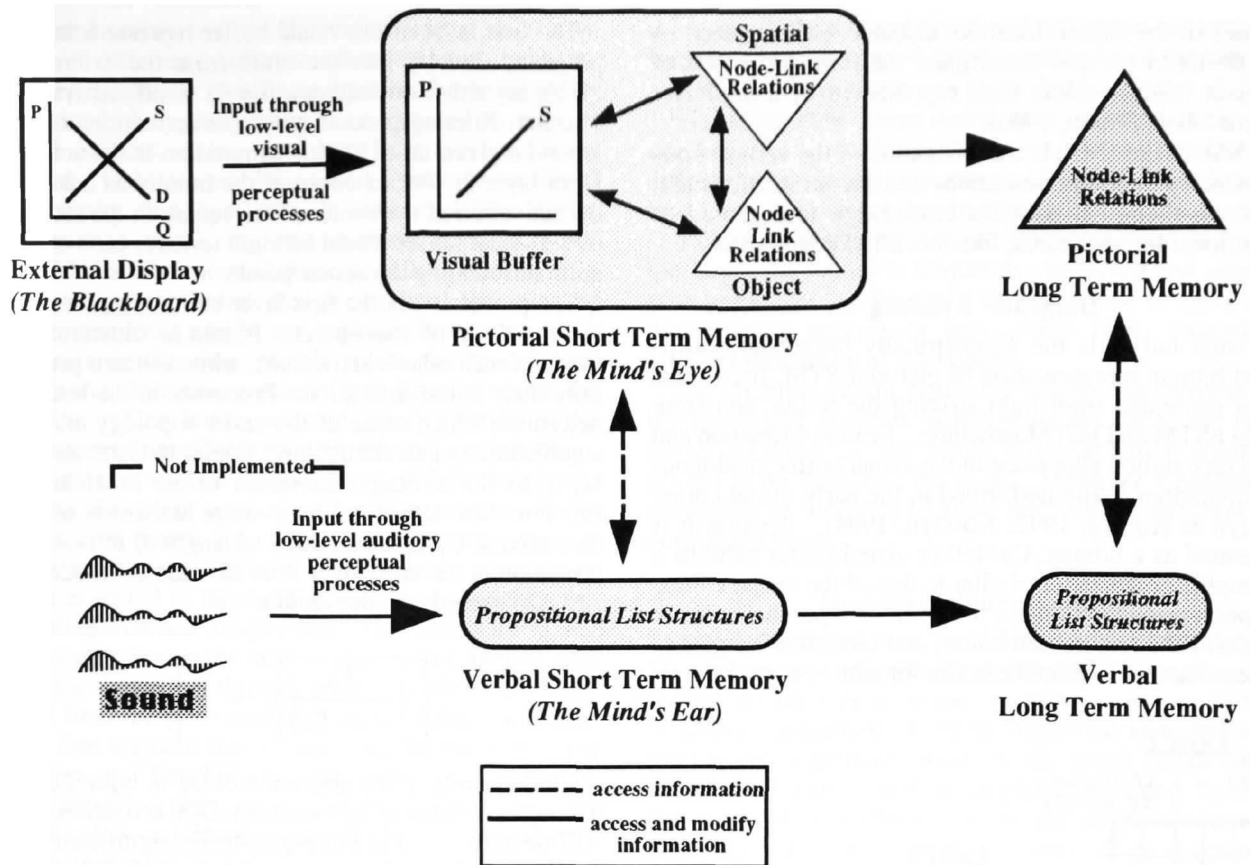 P
S
D
Q
External Display
(The Blackboard)
Input through
low-level
visual
perceptual
processes
P
S
Visual Buffer
Spatial
Node-Link
Relations
Node-
Link
Relations
Object
Pictorial Short Term Memory
(The Mind's Eye)
Node-Link
Relations
Pictorial
Long Term Memory
Not Implemented
Sound
Input through
low-level auditory
perceptual
processes
Propositional List Structures
Verbal Short Term Memory
(The Mind's Ear)
Propositional
List Structures
Verbal
Long Term Memory
access information
access and modify
information